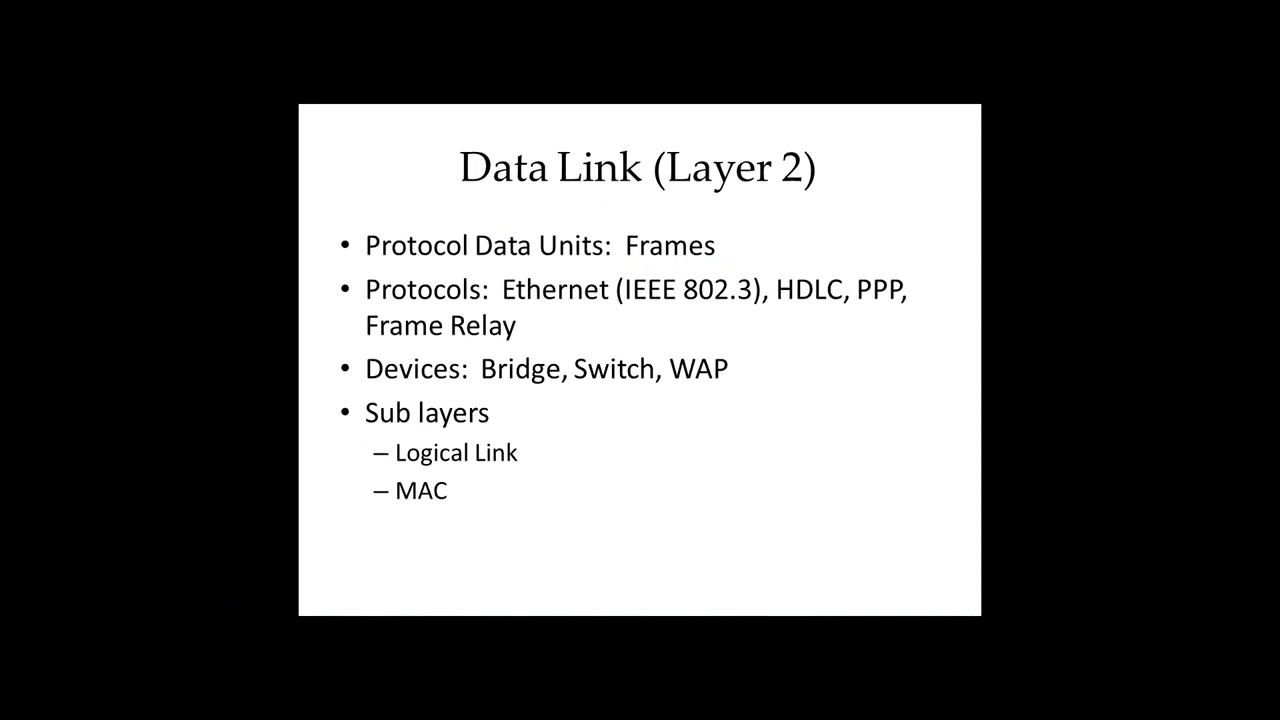 Data Link (Layer 2)
• Protocol Data Units:  Frames
• Protocols:  Ethernet (IEEE 802.3), HDLC, PPP,
Frame Relay
• Devices:  Bridge, Switch, WAP
• Sub layers
– Logical Link
– MAC